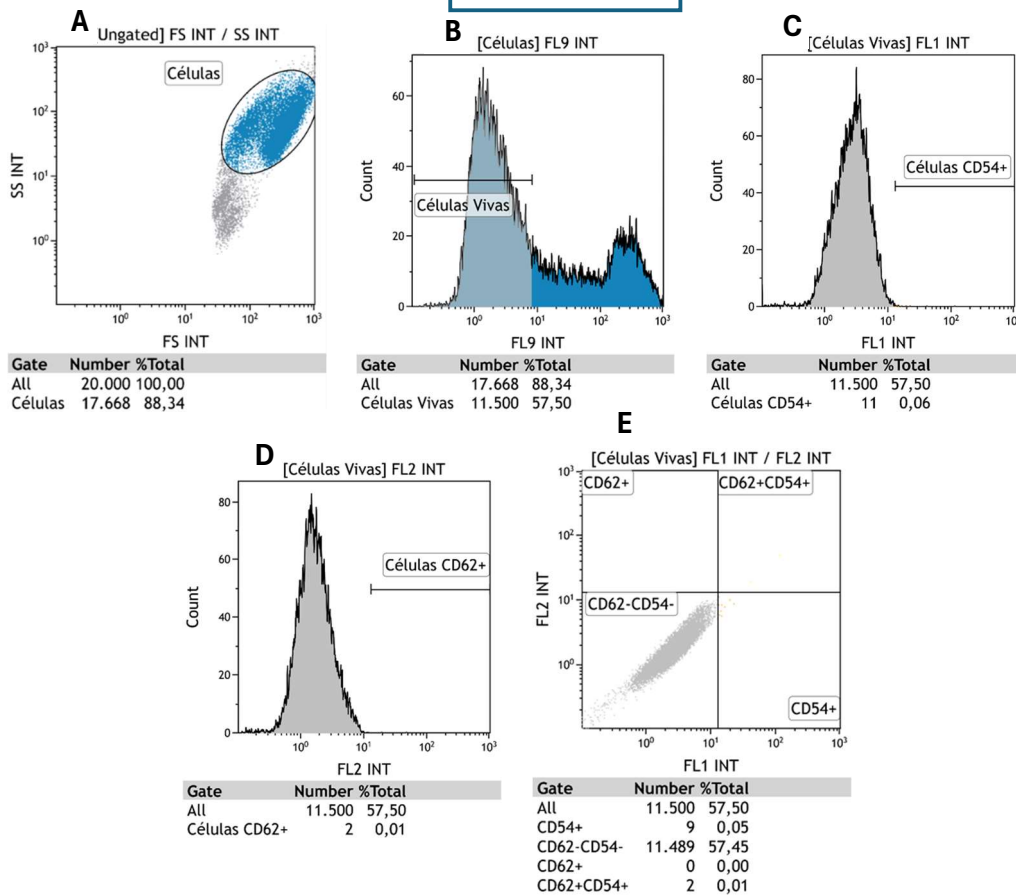 A
Ungated] FS INT / SS INT
Células
SS INT
10³
10²
10¹
10⁰
10⁰ 10¹ 10² 10³
FS INT
Gate Number %Total
All 20.000 100,00
Células 17.668 88,34
B
[Células] FL9 INT
Count
60
40
20
0
Células Vivas
10⁰ 10¹ 10² 10³
FL9 INT
Gate Number %Total
All 17.668 88,34
Células Vivas 11.500 57,50
C
[Células Vivas] FL1 INT
Count
80
60
40
20
0
Células CD54+
10⁰ 10¹ 10² 10³
FL1 INT
Gate Number %Total
All 11.500 57,50
Células CD54+ 11 0,06
D
[Células Vivas] FL2 INT
Count
80
60
40
20
0
Células CD62+
10⁰ 10¹ 10² 10³
FL2 INT
Gate Number %Total
All 11.500 57,50
Células CD62+ 2 0,01
E
[Células Vivas] FL1 INT / FL2 INT
FL2 INT
10³
10²
10¹
10⁰
CD62+ CD62+CD54+
CD62-CD54-
CD54+
10⁰ 10¹ 10² 10³
FL1 INT
Gate Number %Total
All 11.500 57,50
CD54+ 9 0,05
CD62-CD54- 11.489 57,45
CD62+ 0 0,00
CD62+CD54+ 2 0,01